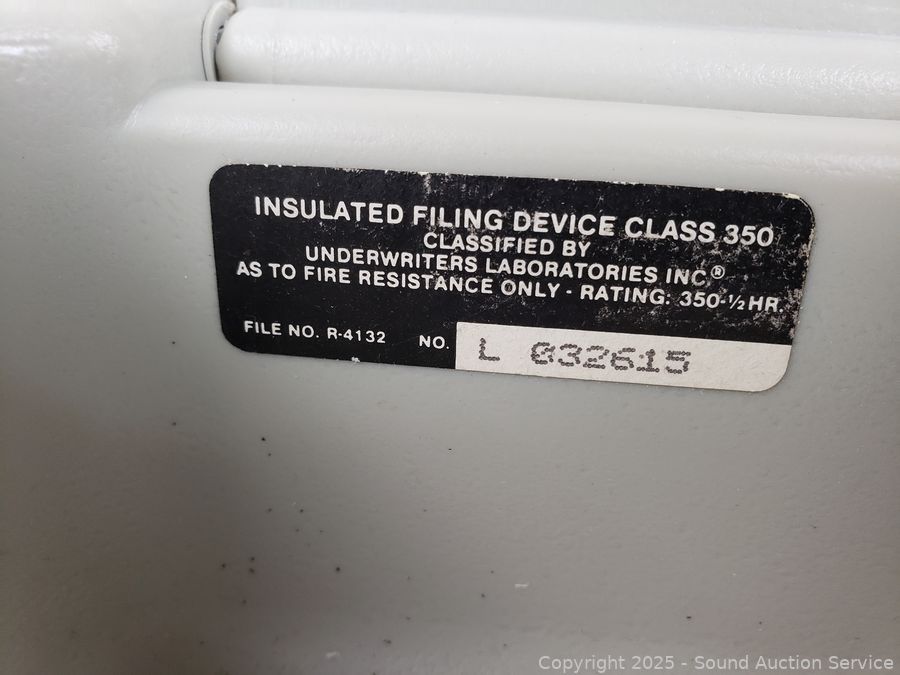 INSULATED FILING DEVICE CLASS 350
CLASSIFIED BY
UNDERWRITERS LABORATORIES INC®
AS TO FIRE RESISTANCE ONLY - RATING: 350-½ HR.
FILE NO. R-4132 NO. L 032615
Copyright © 2025 - Sound Auction Service